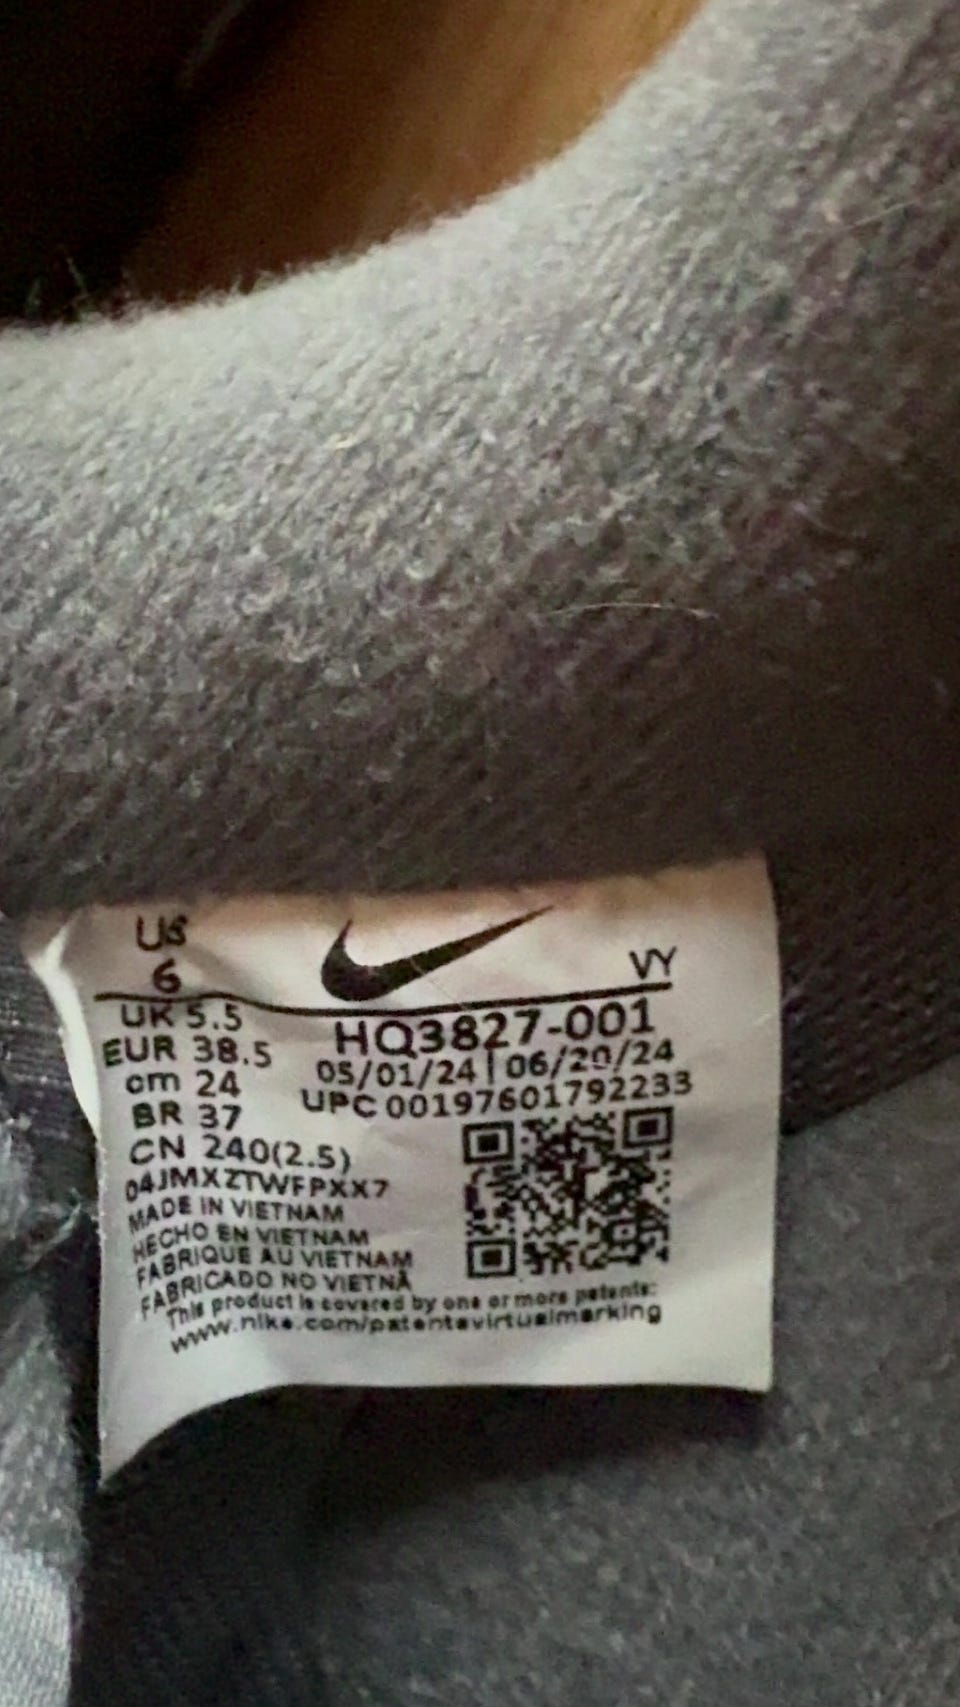 US
6
VY
UK 5.5
EUR 38.5
cm 24
BR 37
CN 240(2.5)
HQ3827-001
05/01/24 | 06/20/24
UPC 00197601792233
04JMXZTWFPXX7
MADE IN VIETNAM
HECHO EN VIETNAM
FABRIQUE AU VIETNAM
FABRICADO NO VIETNÃ
This product is covered by one or more patents:
www.nike.com/patentsvirtualmarking